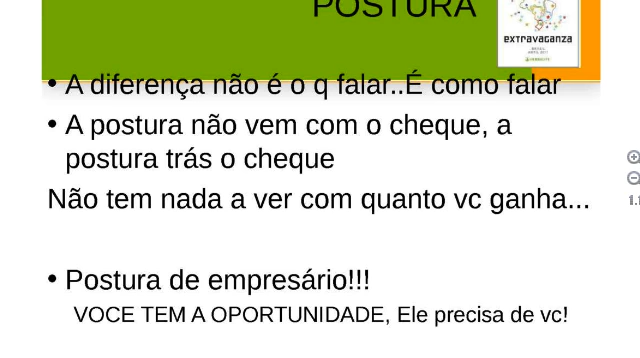 POSTURA
extravaganza
• A diferença não é o q falar..É como falar
• A postura não vem com o cheque, a
postura trás o cheque
Não tem nada a ver com quanto vc ganha...
• Postura de empresário!!!
VOCE TEM A OPORTUNIDADE, Ele precisa de vc!